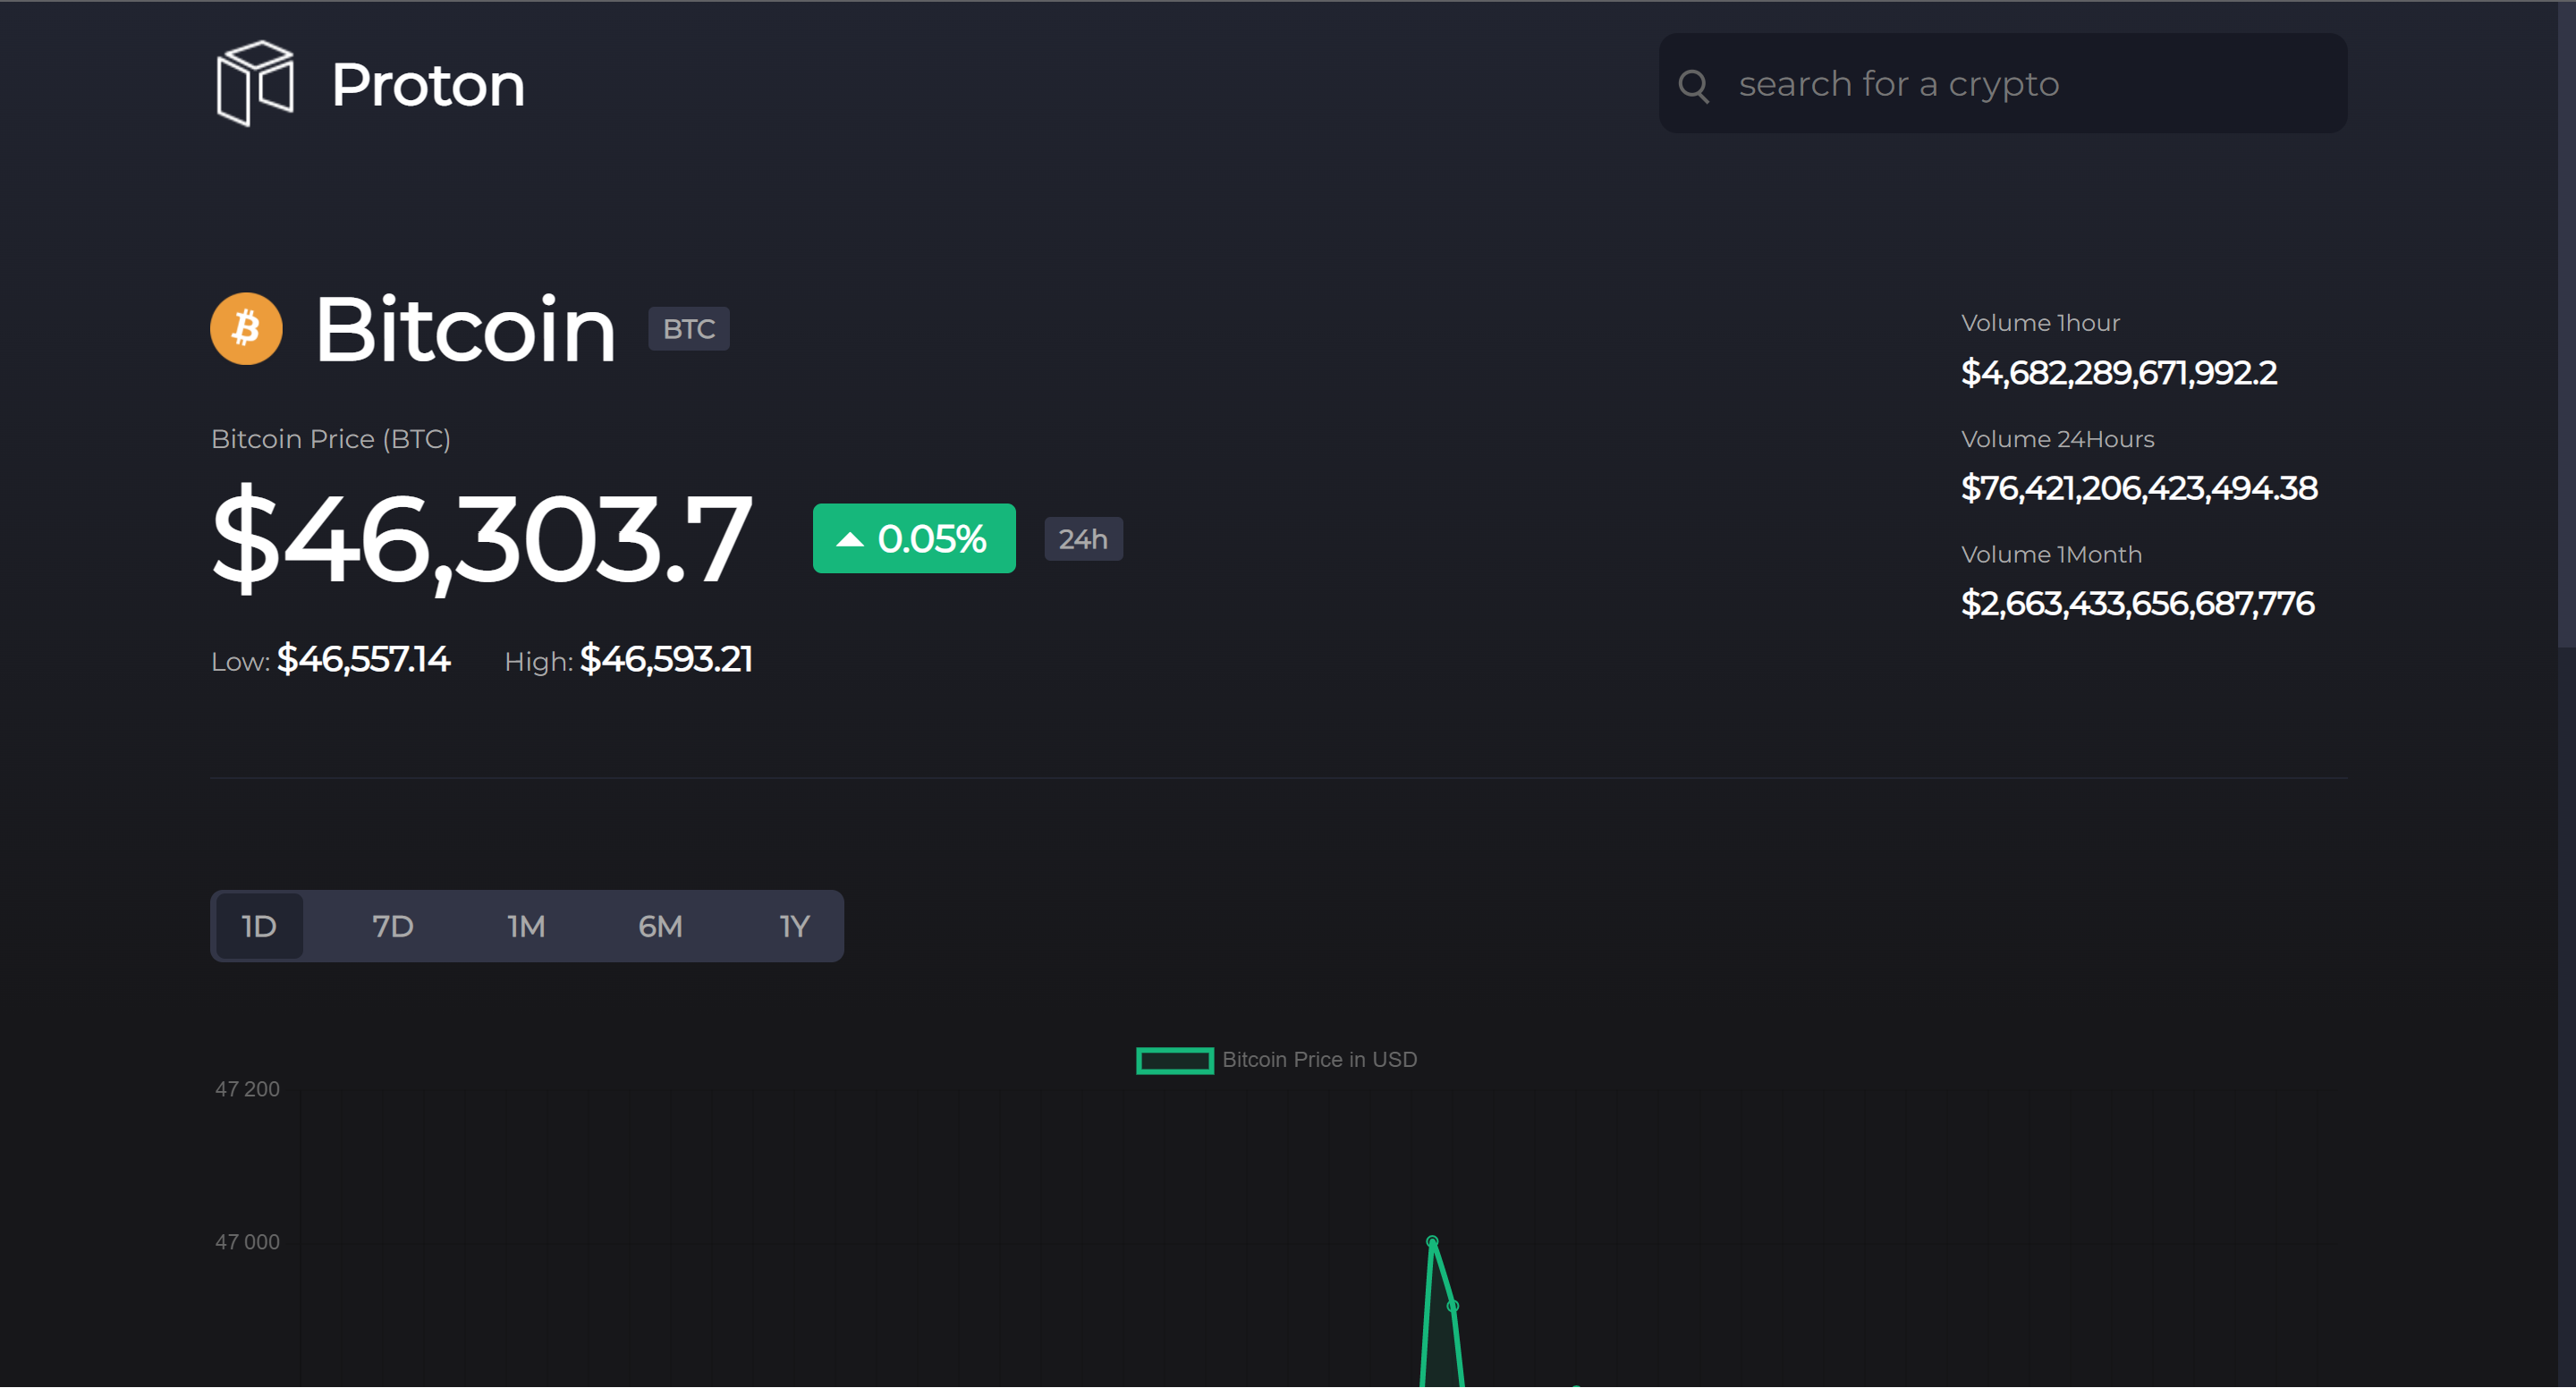 Proton
search for a crypto
Bitcoin BTC
Bitcoin Price (BTC)
$46,303.7 0.05% 24h
Low: $46,557.14 High: $46,593.21
Volume 1hour
$4,682,289,671,992.2
Volume 24Hours
$76,421,206,423,494.38
Volume 1Month
$2,663,433,656,687,776
1D 7D 1M 6M 1Y
Bitcoin Price in USD
47 200
47 000